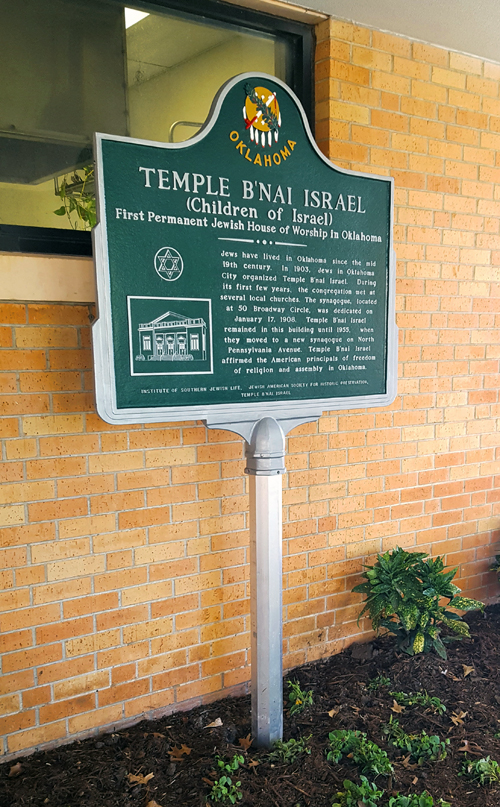 OKLAHOMA
TEMPLE B'NAI ISRAEL
(Children of Israel)
First Permanent Jewish House of Worship in Oklahoma
Jews have lived in Oklahoma since the mid
19th century. In 1903, Jews in Oklahoma
City organized Temple B'nai Israel. During
its first few years, the congregation met at
several local churches. The synagogue, located
at 50 Broadway Circle, was dedicated on
January 17, 1908. Temple B'nai Israel
remained in this building until 1955, when
they moved to a new synagogue on North
Pennsylvania Avenue. Temple B'nai Israel
affirmed the American principals of freedom
of religion and assembly in Oklahoma.
INSTITUTE OF SOUTHERN JEWISH LIFE, JEWISH AMERICAN SOCIETY FOR HISTORIC PRESERVATION,
TEMPLE B'NAI ISRAEL